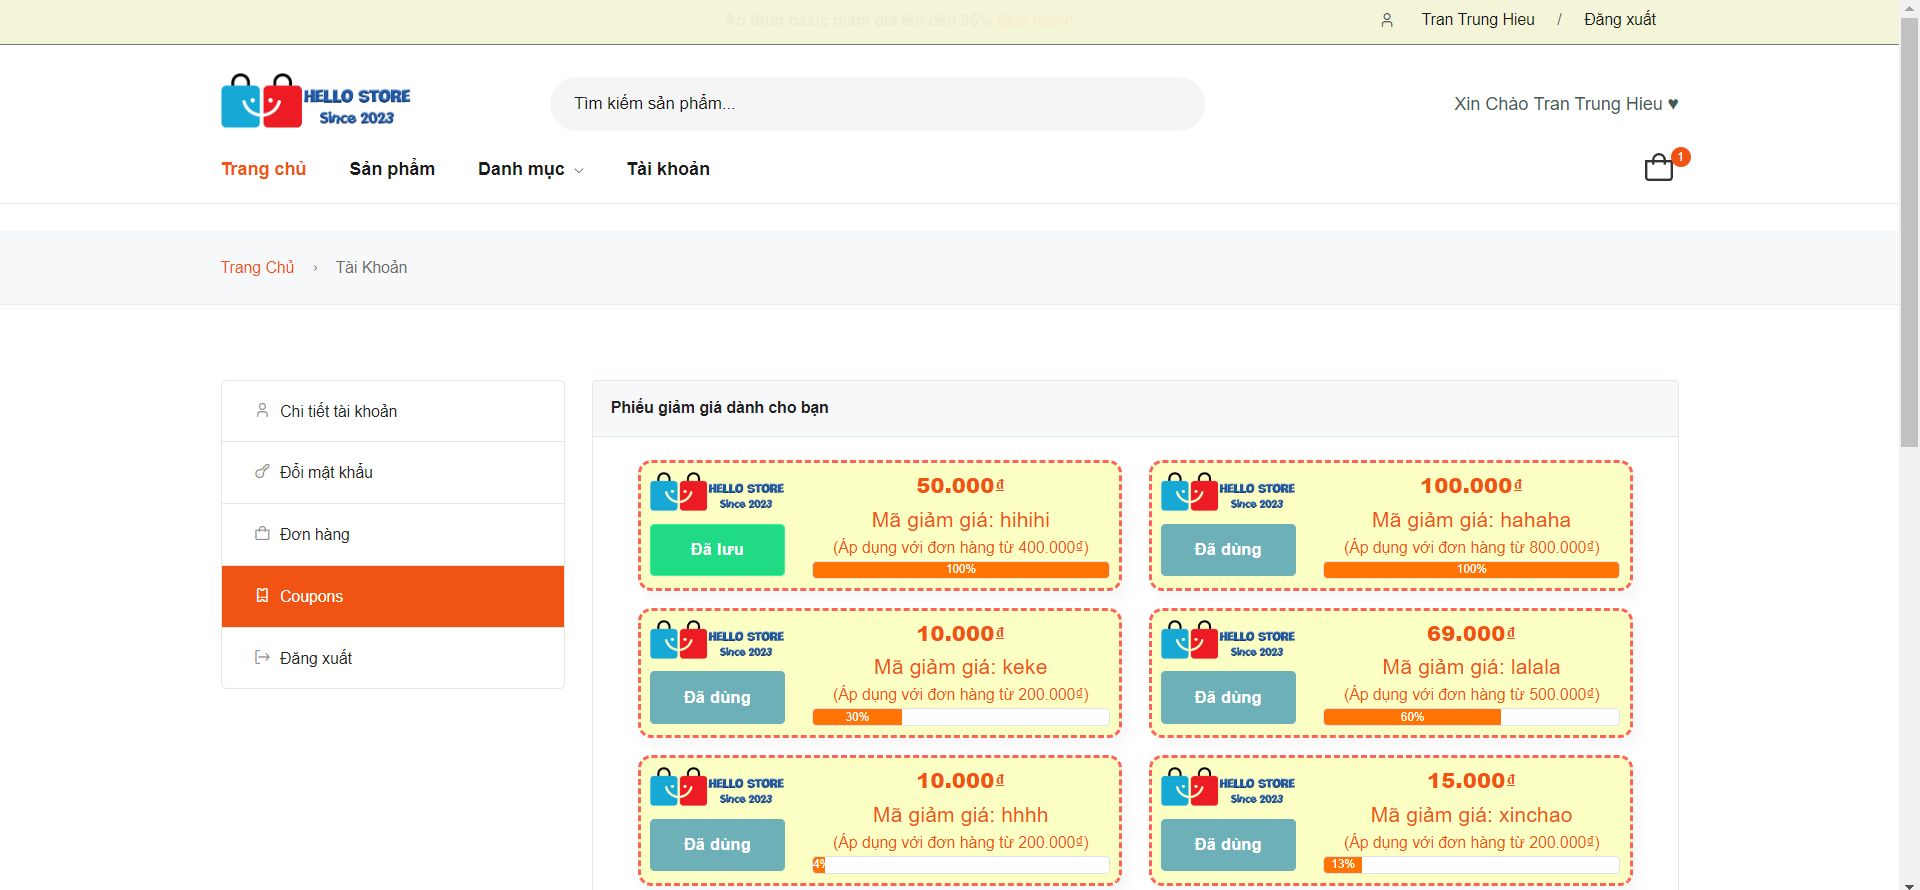 Áo thun basic giảm giá lên đến 35% Mua ngay!
Tran Trung Hieu / Đăng xuất
HELLO STORE
Since 2023
Tìm kiếm sản phẩm...
Xin Chào Tran Trung Hieu ♥
Trang chủ Sản phẩm Danh mục Tài khoản
1
Trang Chủ › Tài Khoản
Chi tiết tài khoản
Đổi mật khẩu
Đơn hàng
Coupons
Đăng xuất
Phiếu giảm giá dành cho bạn
HELLO STORE
Since 2023
Đã lưu
50.000₫
Mã giảm giá: hihihi
(Áp dụng với đơn hàng từ 400.000₫)
100%
HELLO STORE
Since 2023
Đã dùng
100.000₫
Mã giảm giá: hahaha
(Áp dụng với đơn hàng từ 800.000₫)
100%
HELLO STORE
Since 2023
Đã dùng
10.000₫
Mã giảm giá: keke
(Áp dụng với đơn hàng từ 200.000₫)
30%
HELLO STORE
Since 2023
Đã dùng
69.000₫
Mã giảm giá: lalala
(Áp dụng với đơn hàng từ 500.000₫)
60%
HELLO STORE
Since 2023
Đã dùng
10.000₫
Mã giảm giá: hhhh
(Áp dụng với đơn hàng từ 200.000₫)
4%
HELLO STORE
Since 2023
Đã dùng
15.000₫
Mã giảm giá: xinchao
(Áp dụng với đơn hàng từ 200.000₫)
13%